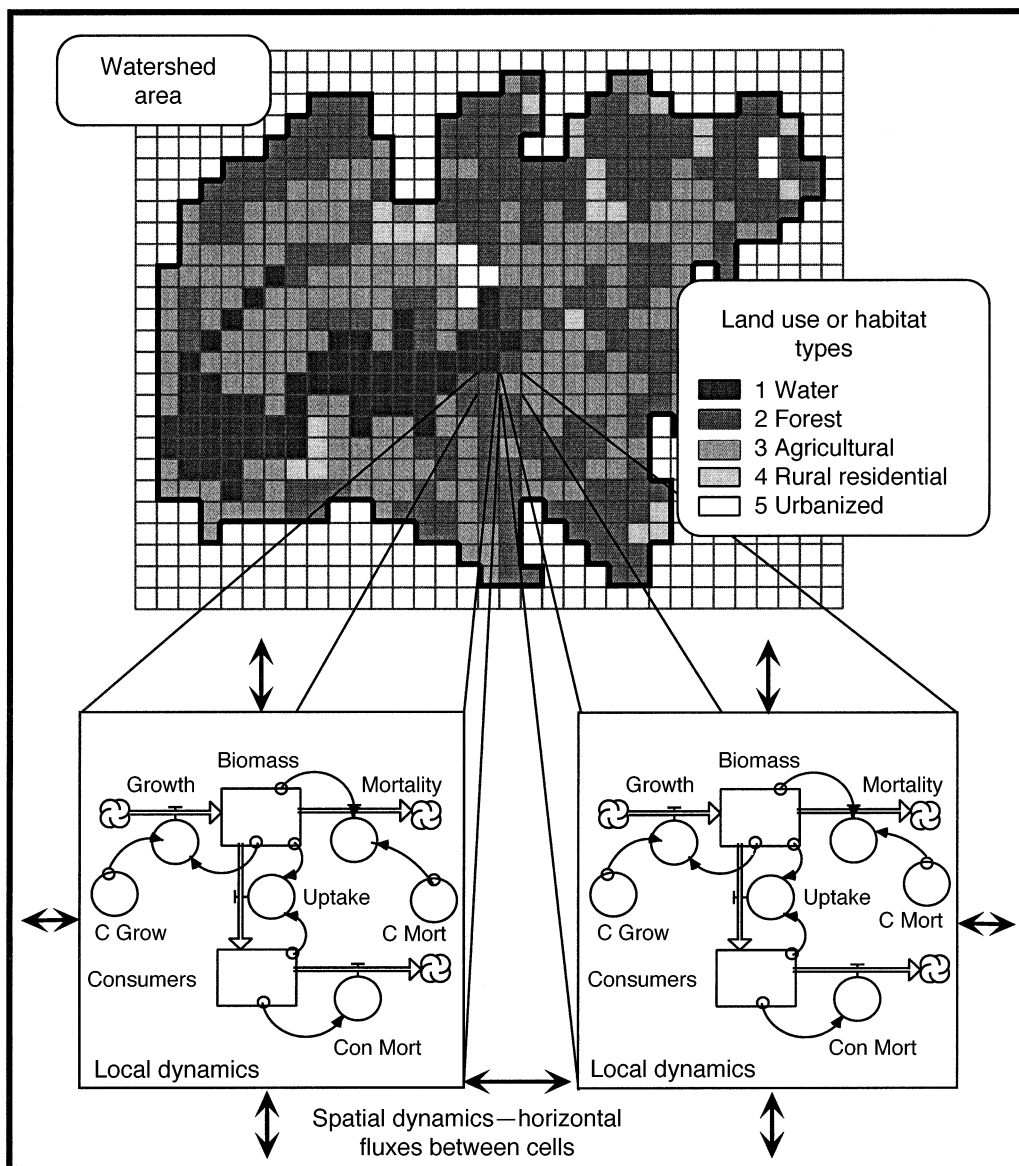 Watershed
area
Land use or habitat
types
1 Water
2 Forest
3 Agricultural
4 Rural residential
5 Urbanized
Biomass
Growth
Mortality
Uptake
C Grow
C Mort
Consumers
Con Mort
Local dynamics
Biomass
Growth
Mortality
Uptake
C Grow
C Mort
Consumers
Con Mort
Local dynamics
Spatial dynamics—horizontal
fluxes between cells